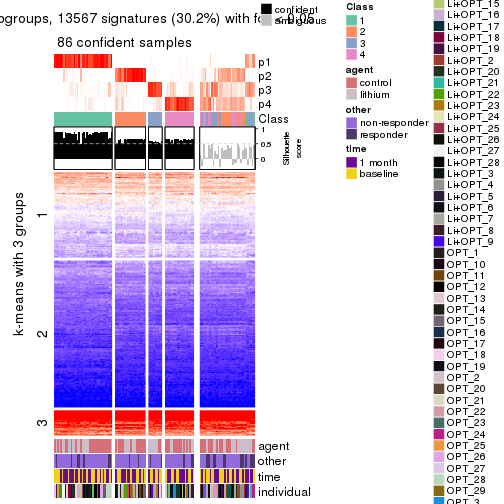 ogroups, 13567 signatures (30.2%) with fdr < 0.05
86 confident samples
p1
p2
p3
p4
Class
1
0.5
0
Silhouette
score
k-means with 3 groups
1
2
3
agent
other
time
individual
confident
ambiguous
Class
1
2
3
4
agent
control
lithium
other
non-responder
responder
time
1 month
baseline
Li+OPT_15
Li+OPT_16
Li+OPT_17
Li+OPT_18
Li+OPT_19
Li+OPT_2
Li+OPT_20
Li+OPT_21
Li+OPT_22
Li+OPT_23
Li+OPT_24
Li+OPT_25
Li+OPT_26
Li+OPT_27
Li+OPT_28
Li+OPT_3
Li+OPT_4
Li+OPT_5
Li+OPT_6
Li+OPT_7
Li+OPT_8
Li+OPT_9
OPT_1
OPT_10
OPT_11
OPT_12
OPT_13
OPT_14
OPT_15
OPT_16
OPT_17
OPT_18
OPT_19
OPT_2
OPT_20
OPT_21
OPT_22
OPT_23
OPT_24
OPT_25
OPT_26
OPT_27
OPT_28
OPT_29